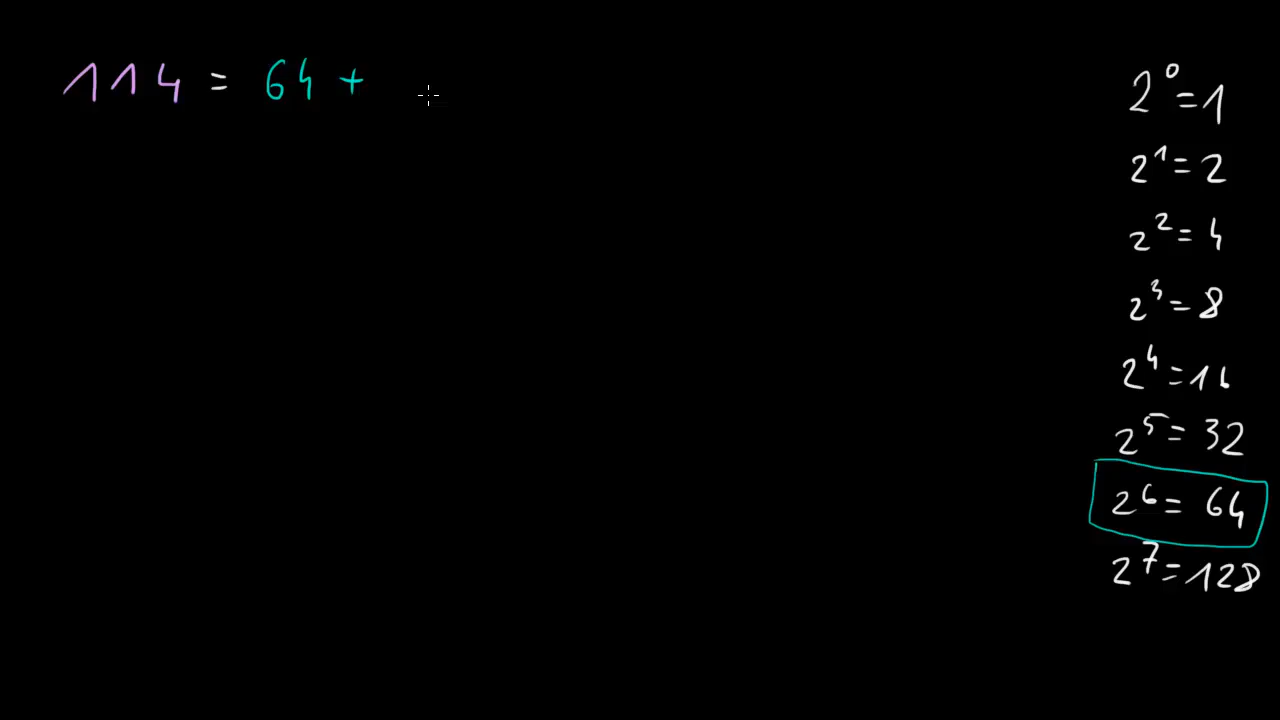 114 = 64 +
2⁰ = 1
2¹ = 2
2² = 4
2³ = 8
2⁴ = 16
2⁵ = 32
2⁶ = 64
2⁷ = 128